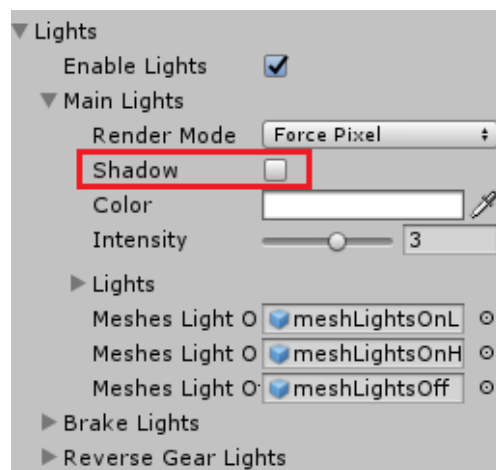 Lights
Enable Lights
Main Lights
Render Mode Force Pixel
Shadow
Color
Intensity 3
Lights
Meshes Light O meshLightsOnL
Meshes Light O meshLightsOnH
Meshes Light O meshLightsOff
Brake Lights
Reverse Gear Lights